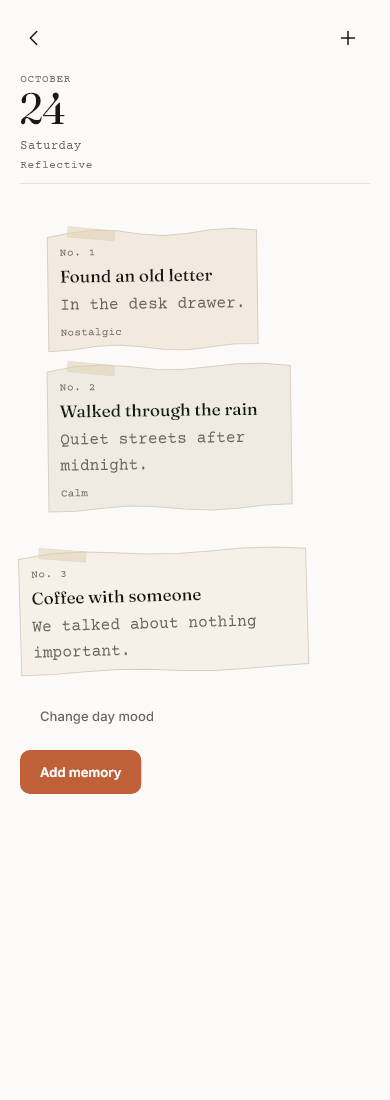 OCTOBER
24
Saturday
Reflective
No. 1
Found an old letter
In the desk drawer.
Nostalgic
No. 2
Walked through the rain
Quiet streets after
midnight.
Calm
No. 3
Coffee with someone
We talked about nothing
important.
Change day mood
Add memory